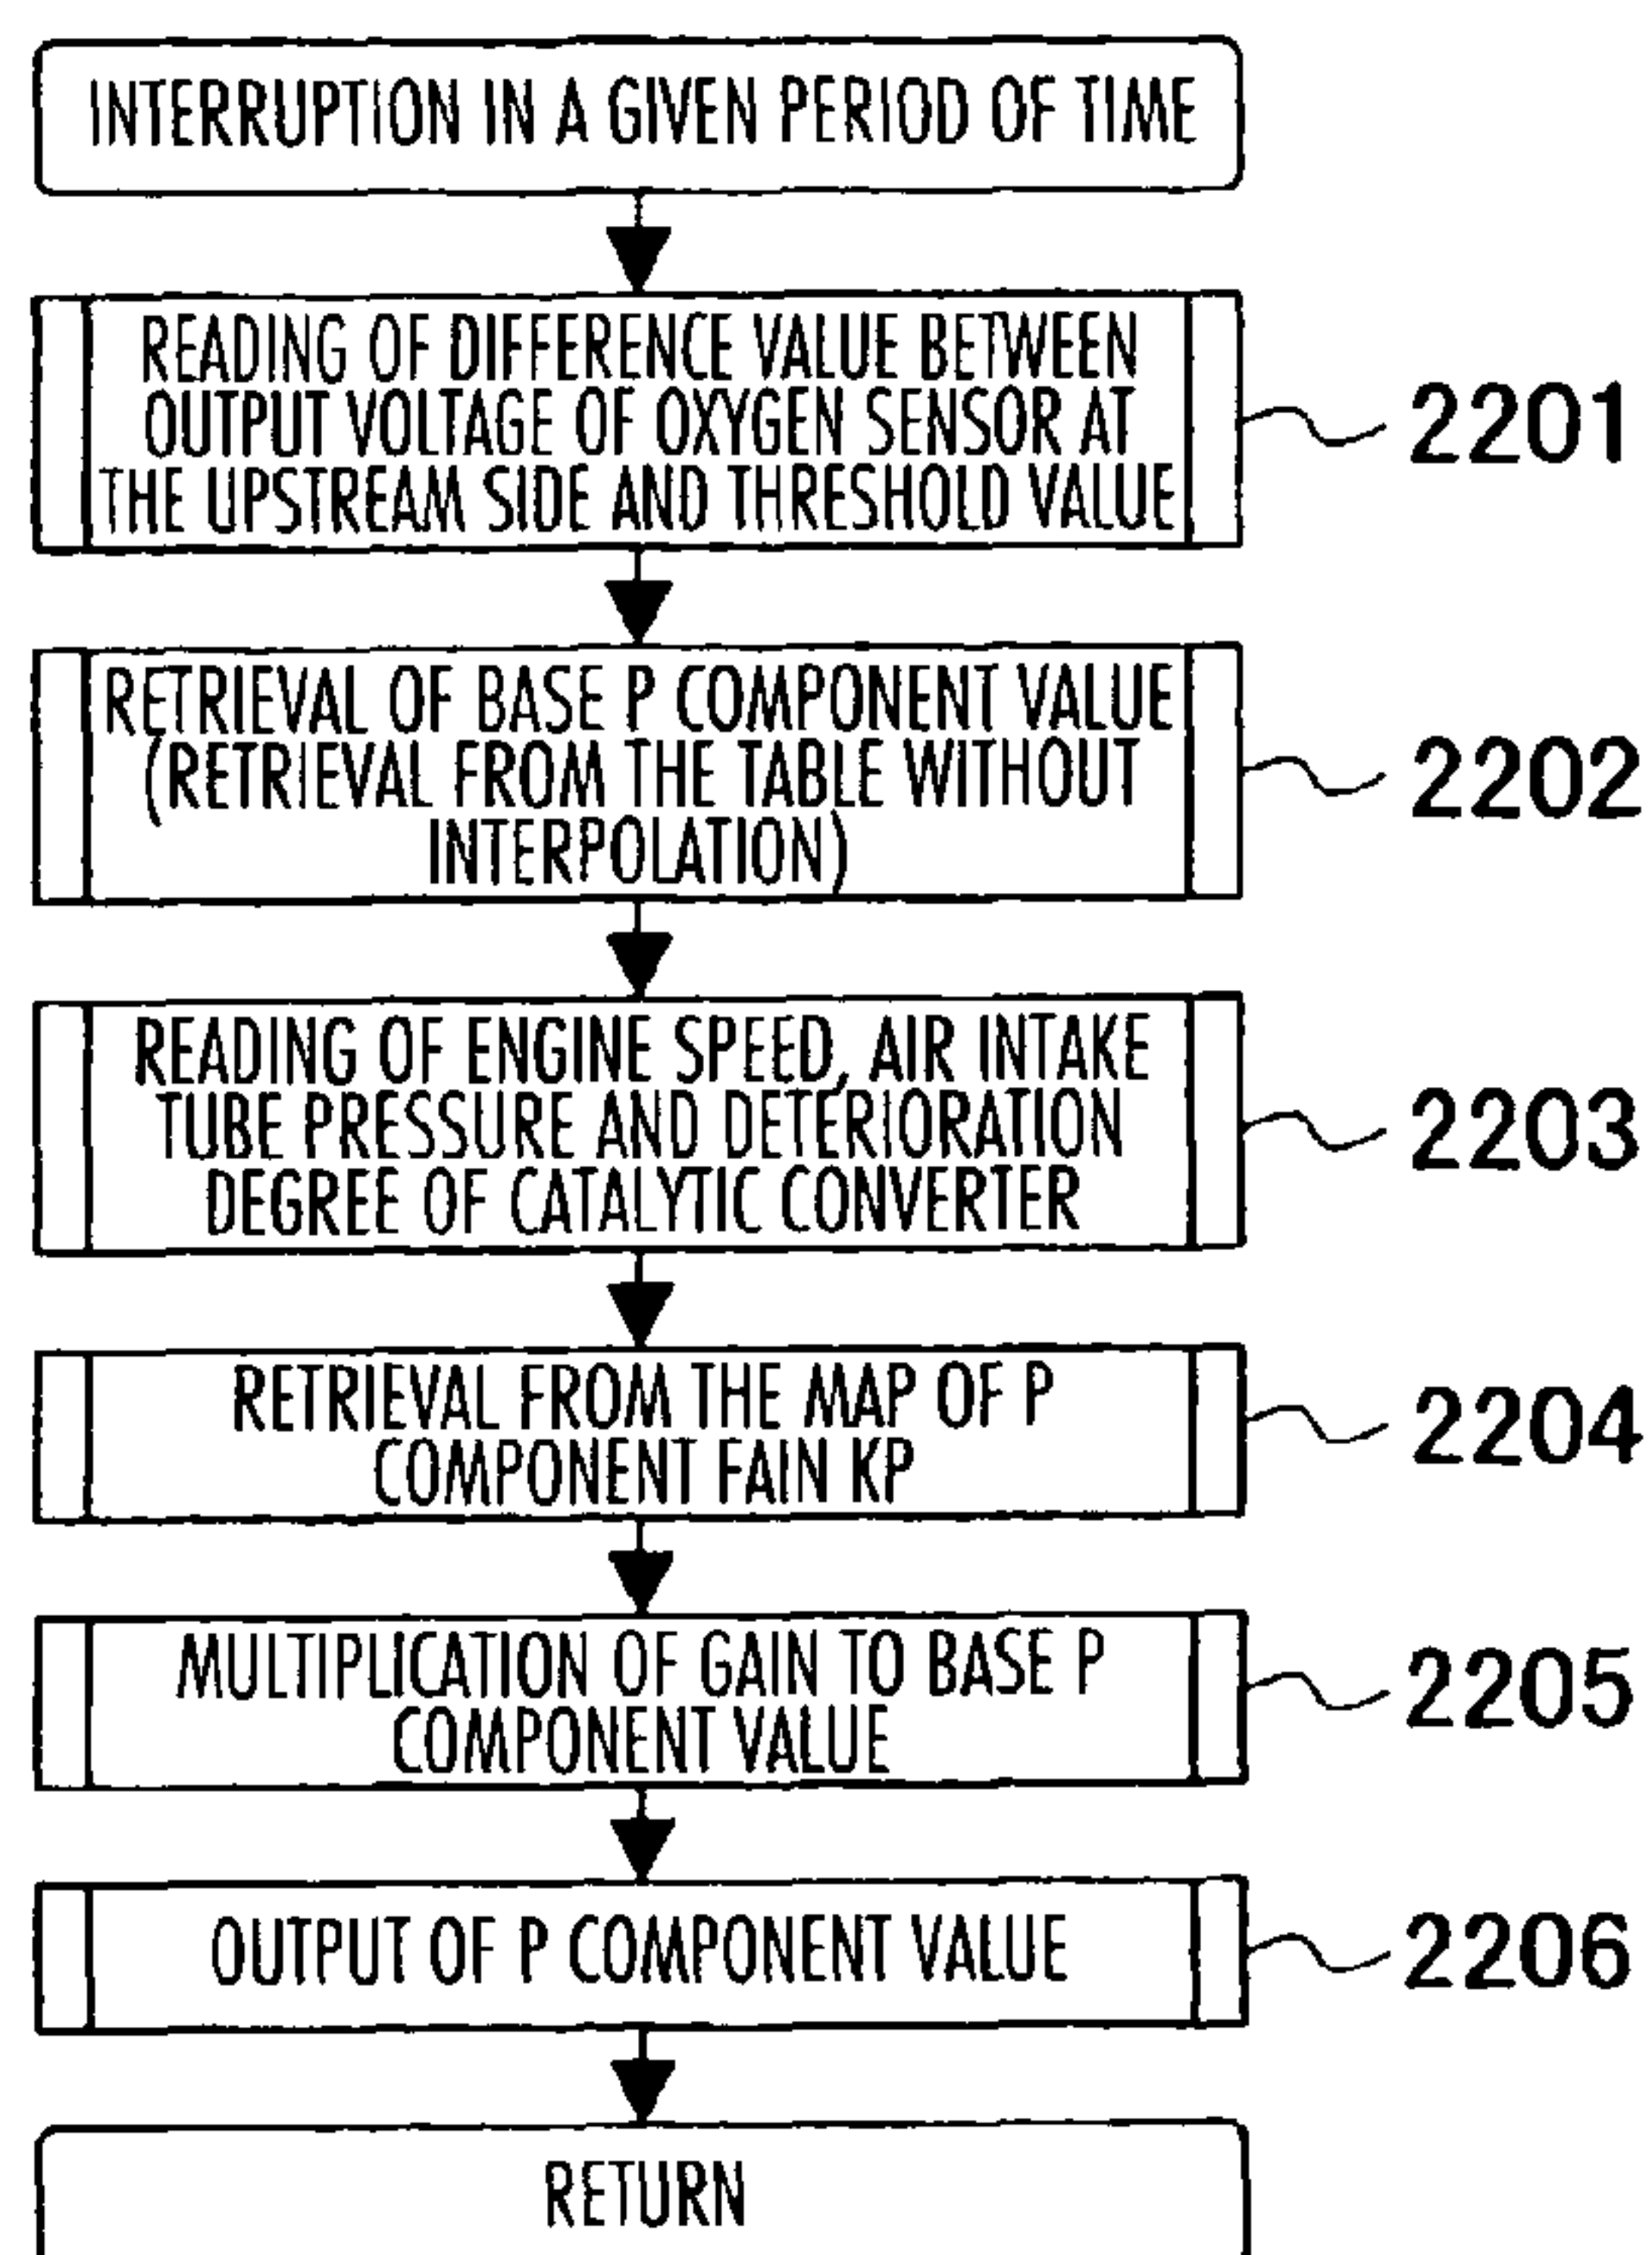 INTERRUPTION IN A GIVEN PERIOD OF TIME
READING OF DIFFERENCE VALUE BETWEEN
OUTPUT VOLTAGE OF OXYGEN SENSOR AT
THE UPSTREAM SIDE AND THRESHOLD VALUE
2201
RETRIEVAL OF BASE P COMPONENT VALUE
(RETRIEVAL FROM THE TABLE WITHOUT
INTERPOLATION)
2202
READING OF ENGINE SPEED, AIR INTAKE
TUBE PRESSURE AND DETERIORATION
DEGREE OF CATALYTIC CONVERTER
2203
RETRIEVAL FROM THE MAP OF P
COMPONENT FAIN KP
2204
MULTIPLICATION OF GAIN TO BASE P
COMPONENT VALUE
2205
OUTPUT OF P COMPONENT VALUE
2206
RETURN